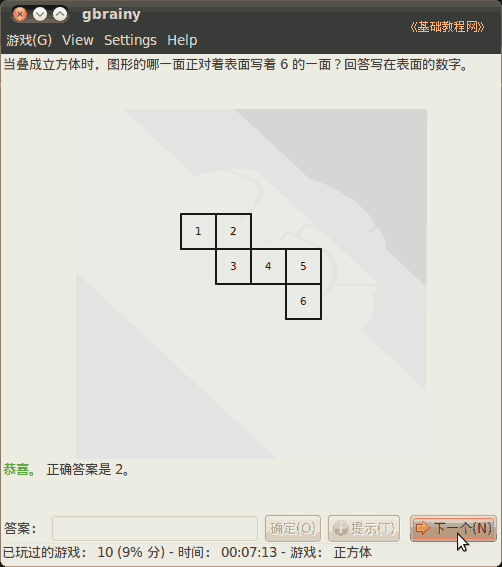 gbrainy
《基础教程网》
游戏(G) View Settings Help
当叠成立方体时，图形的哪一面正对着表面写着 6 的一面？回答写在表面的数字。
1 2
3 4 5
6
恭喜。 正确答案是 2。
答案： 确定(O) 提示(T) 下一个(N)
已玩过的游戏： 10 (9% 分) - 时间： 00:07:13 - 游戏： 正方体